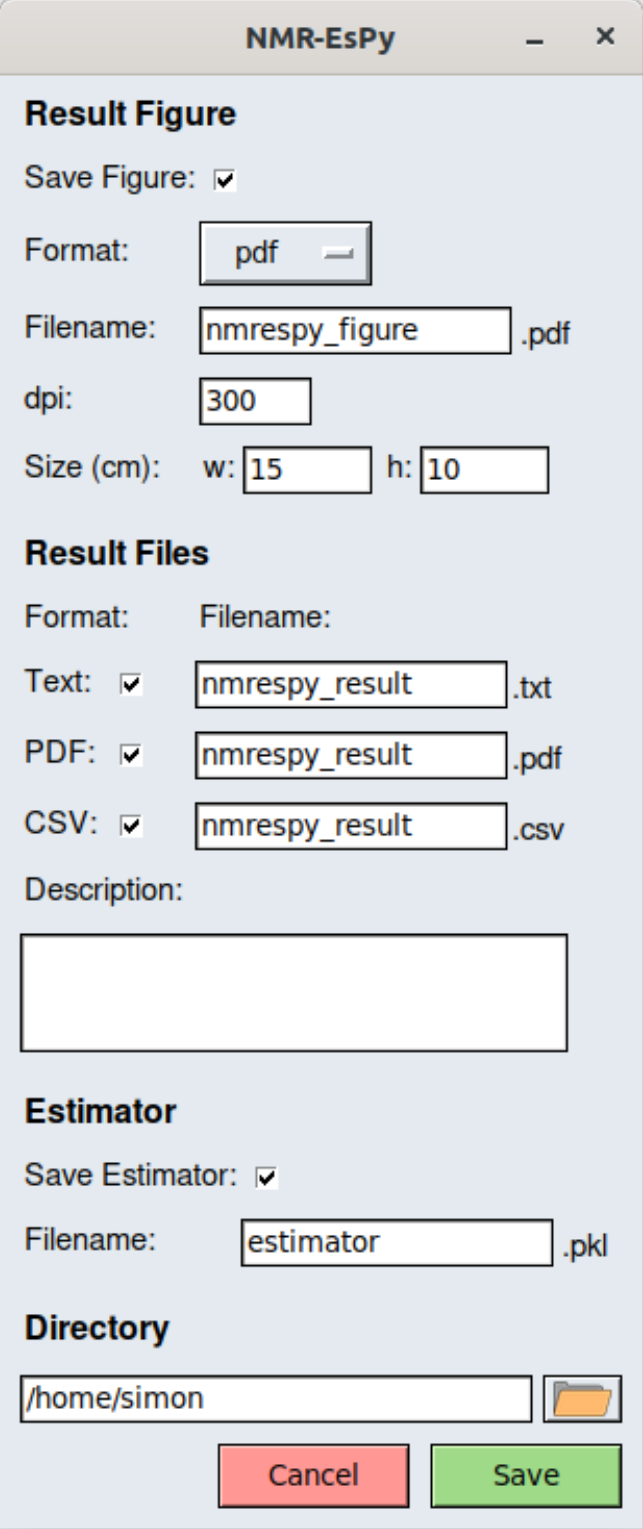 NMR-EsPy
Result Figure
Save Figure:
Format: pdf
Filename: nmrespy_figure .pdf
dpi: 300
Size (cm): w: 15 h: 10
Result Files
Format: Filename:
Text: nmrespy_result .txt
PDF: nmrespy_result .pdf
CSV: nmrespy_result .csv
Description:
Estimator
Save Estimator:
Filename: estimator .pkl
Directory
/home/simon
Cancel Save